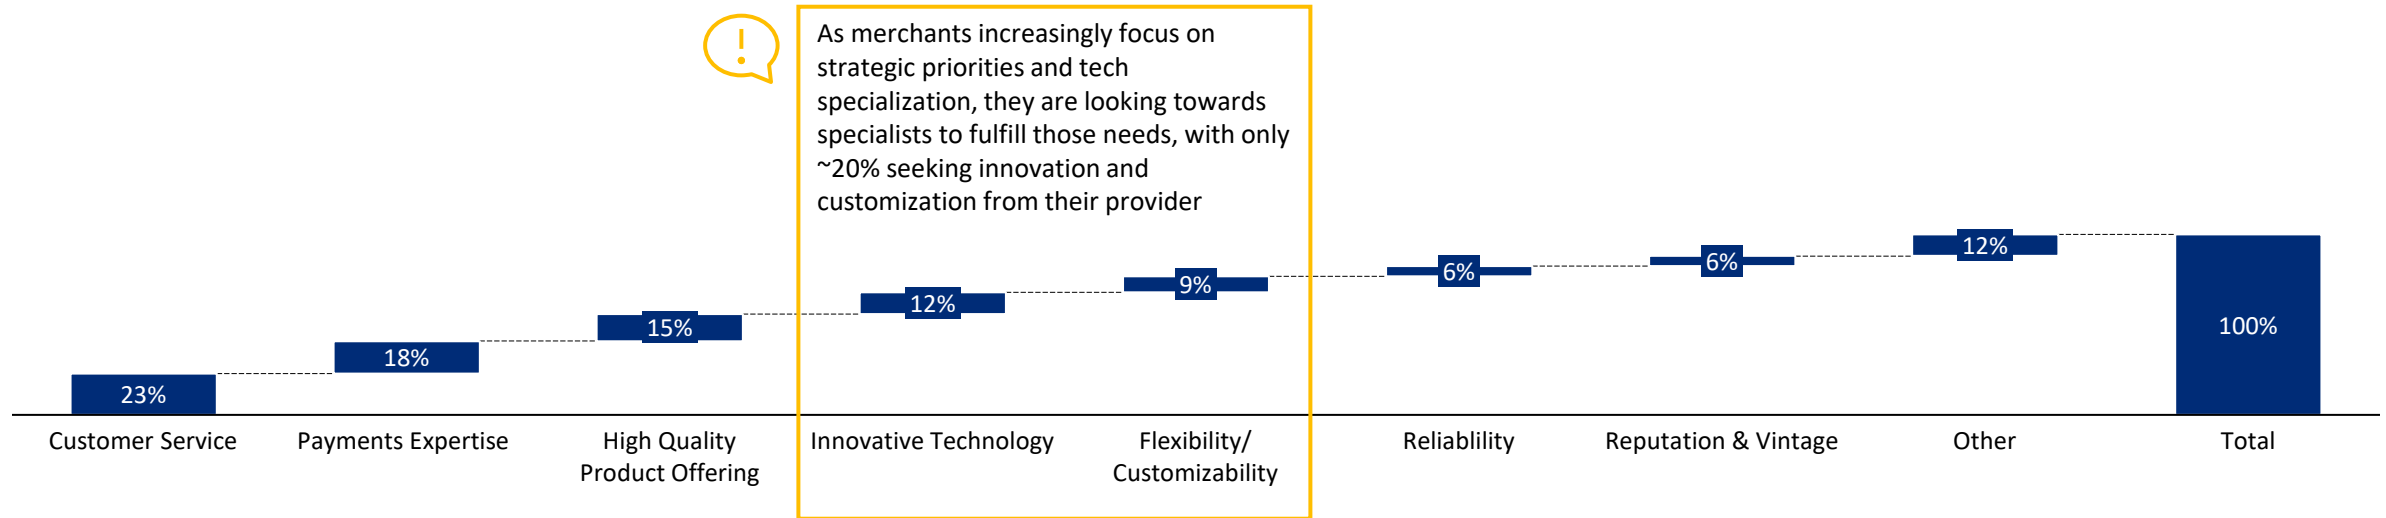 !
As merchants increasingly focus on
strategic priorities and tech
specialization, they are looking towards
specialists to fulfill those needs, with only
~20% seeking innovation and
customization from their provider
23%
18%
15%
12%
9%
6%
6%
12%
100%
Customer Service
Payments Expertise
High Quality
Product Offering
Innovative Technology
Flexibility/
Customizability
Reliablility
Reputation & Vintage
Other
Total